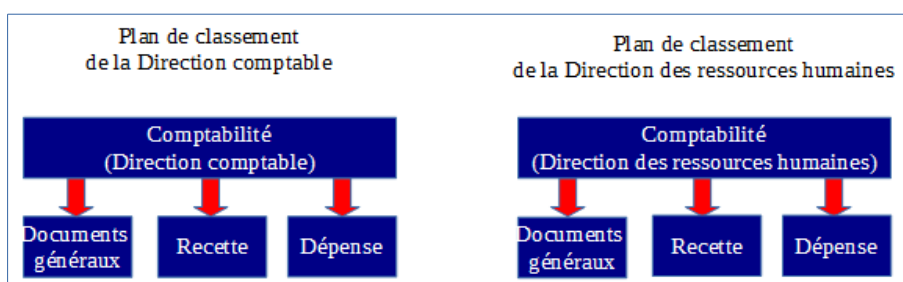 Plan de classement
de la Direction comptable
Comptabilité
(Direction comptable)
Documents
généraux
Recette
Dépense
Plan de classement
de la Direction des ressources humaines
Comptabilité
(Direction des ressources humaines)
Documents
généraux
Recette
Dépense